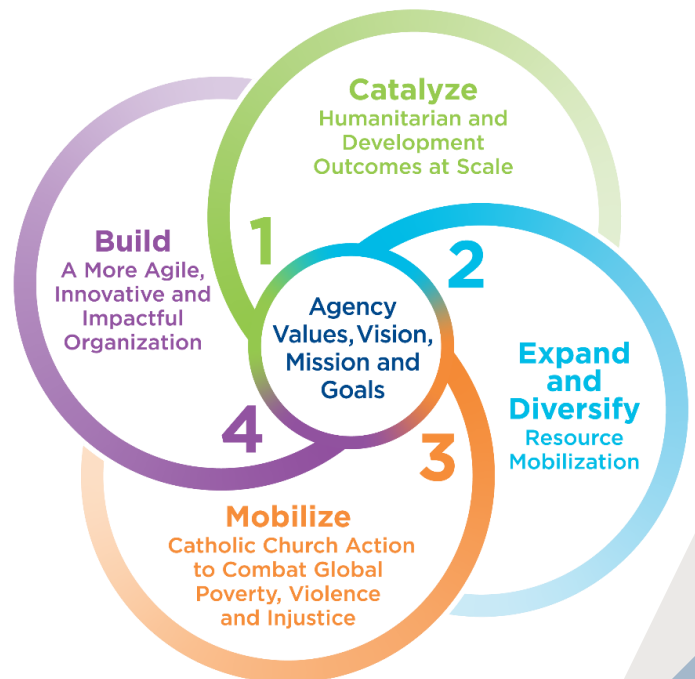 Catalyze
Humanitarian and
Development
Outcomes at Scale
1
2
Expand
and
Diversify
Resource
Mobilization
3
Mobilize
Catholic Church Action
to Combat Global
Poverty, Violence
and Injustice
4
Build
A More Agile,
Innovative and
Impactful
Organization
Agency
Values, Vision,
Mission and
Goals